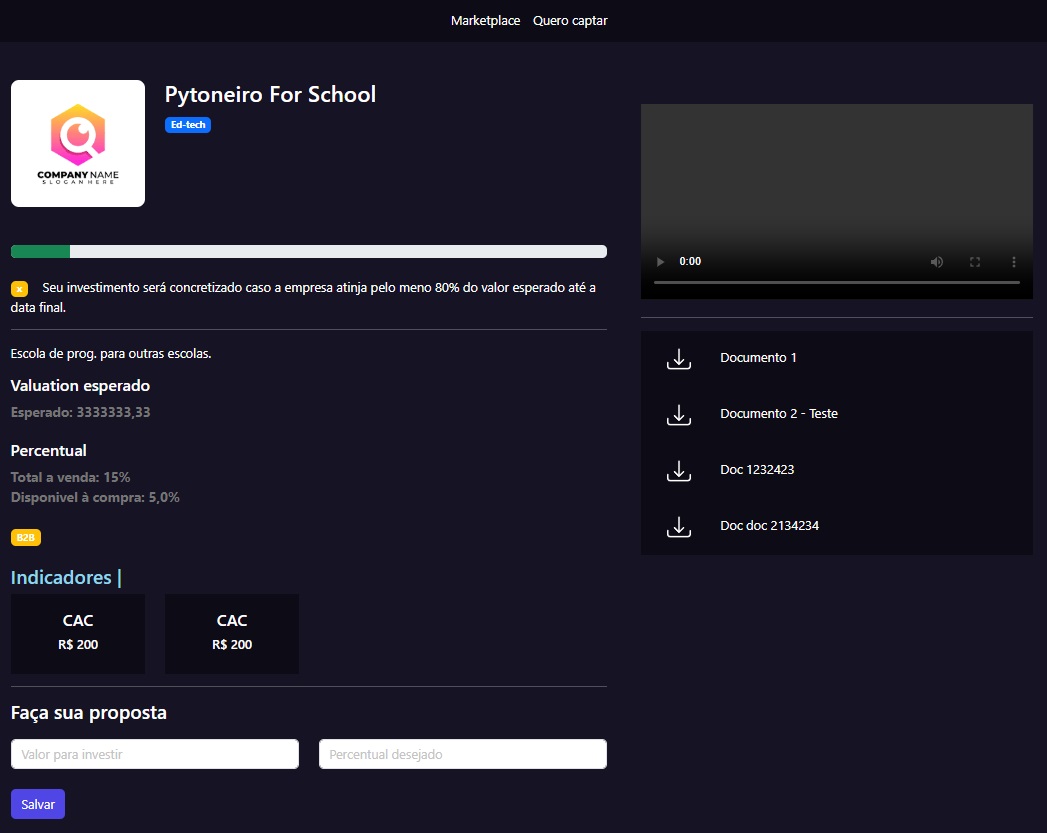 Marketplace Quero captar
COMPANY NAME
SLOGAN HERE
Pytoneiro For School
Ed-tech
x Seu investimento será concretizado caso a empresa atinja pelo meno 80% do valor esperado até a
data final.
Escola de prog. para outras escolas.
Valuation esperado
Esperado: 3333333,33
Percentual
Total a venda: 15%
Disponivel à compra: 5,0%
B2B
Indicadores |
CAC
R$ 200
CAC
R$ 200
Faça sua proposta
Valor para investir
Percentual desejado
Salvar
0:00
Documento 1
Documento 2 - Teste
Doc 1232423
Doc doc 2134234